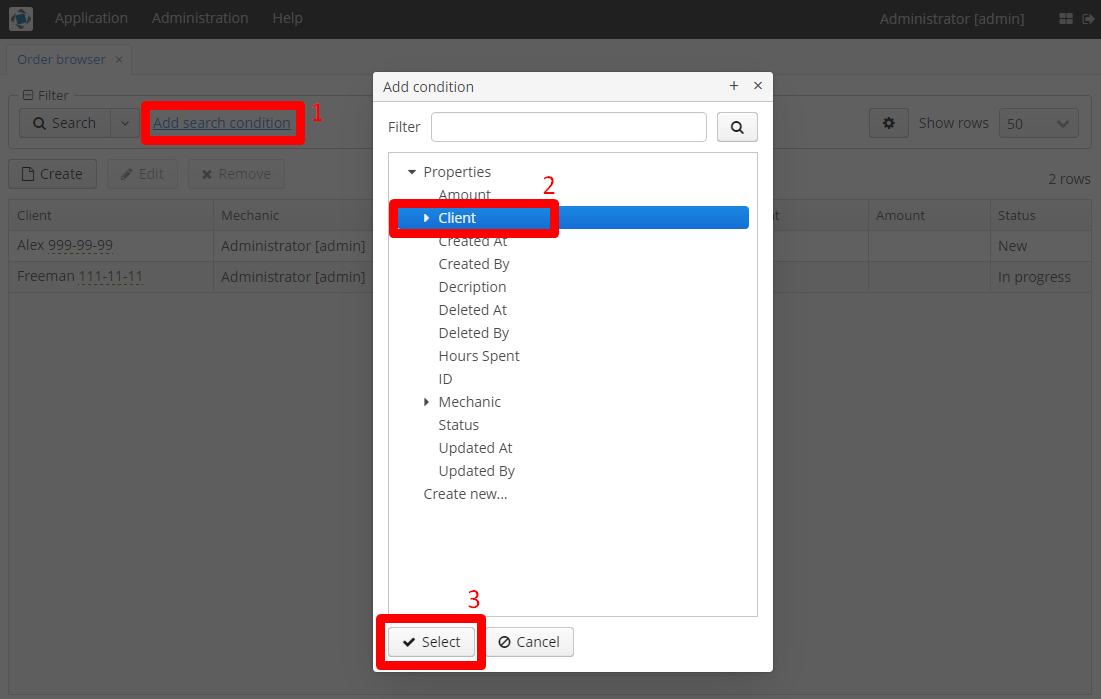 Application Administration Help Administrator [admin]
Order browser ×
Filter
Search Add search condition 1 Show rows 50
Create Edit Remove 2 rows
Client Mechanic Amount Status
Alex 999-99-99 Administrator [admin] New
Freeman 111-11-11 Administrator [admin] In progress
Add condition + ×
Filter
Properties
Amount
2
Client
Created At
Created By
Decription
Deleted At
Deleted By
Hours Spent
ID
Mechanic
Status
Updated At
Updated By
Create new...
3
Select Cancel